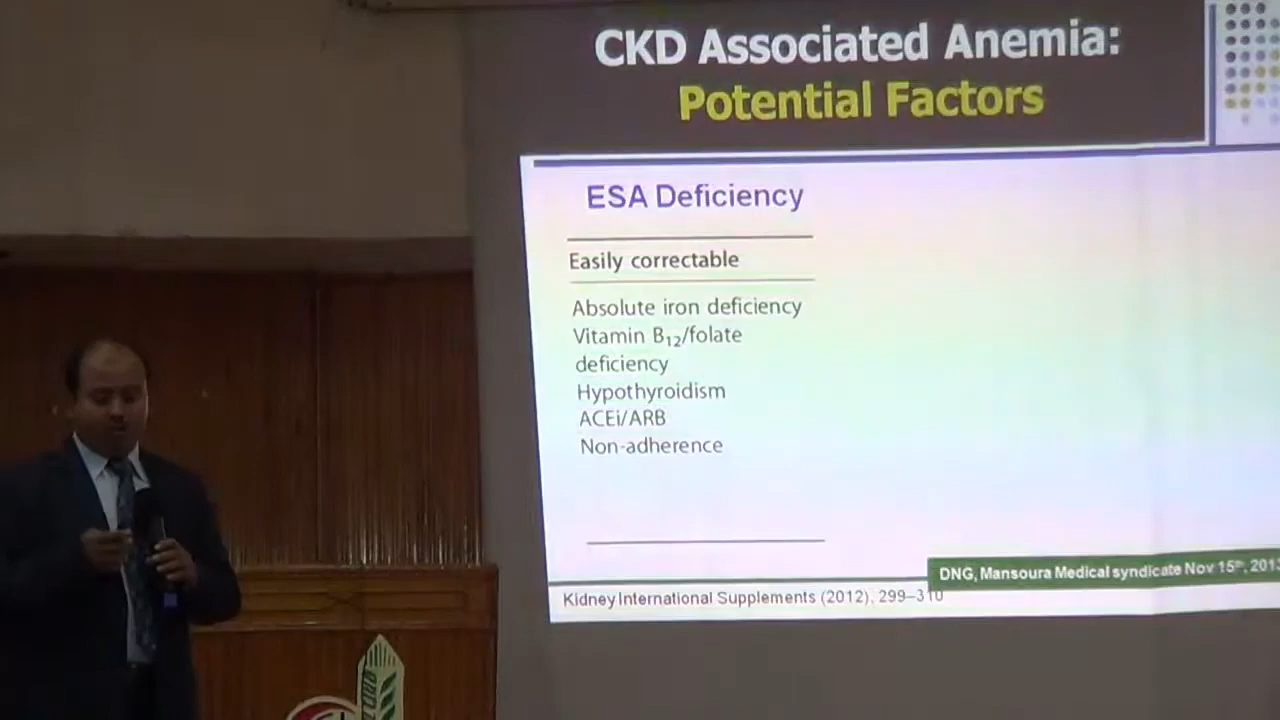 CKD Associated Anemia:
Potential Factors
ESA Deficiency
Easily correctable
Absolute iron deficiency
Vitamin B₁₂/folate
deficiency
Hypothyroidism
ACEi/ARB
Non-adherence
DNG, Mansoura Medical syndicate Nov 15th, 2013
Kidney International Supplements (2012), 299–310